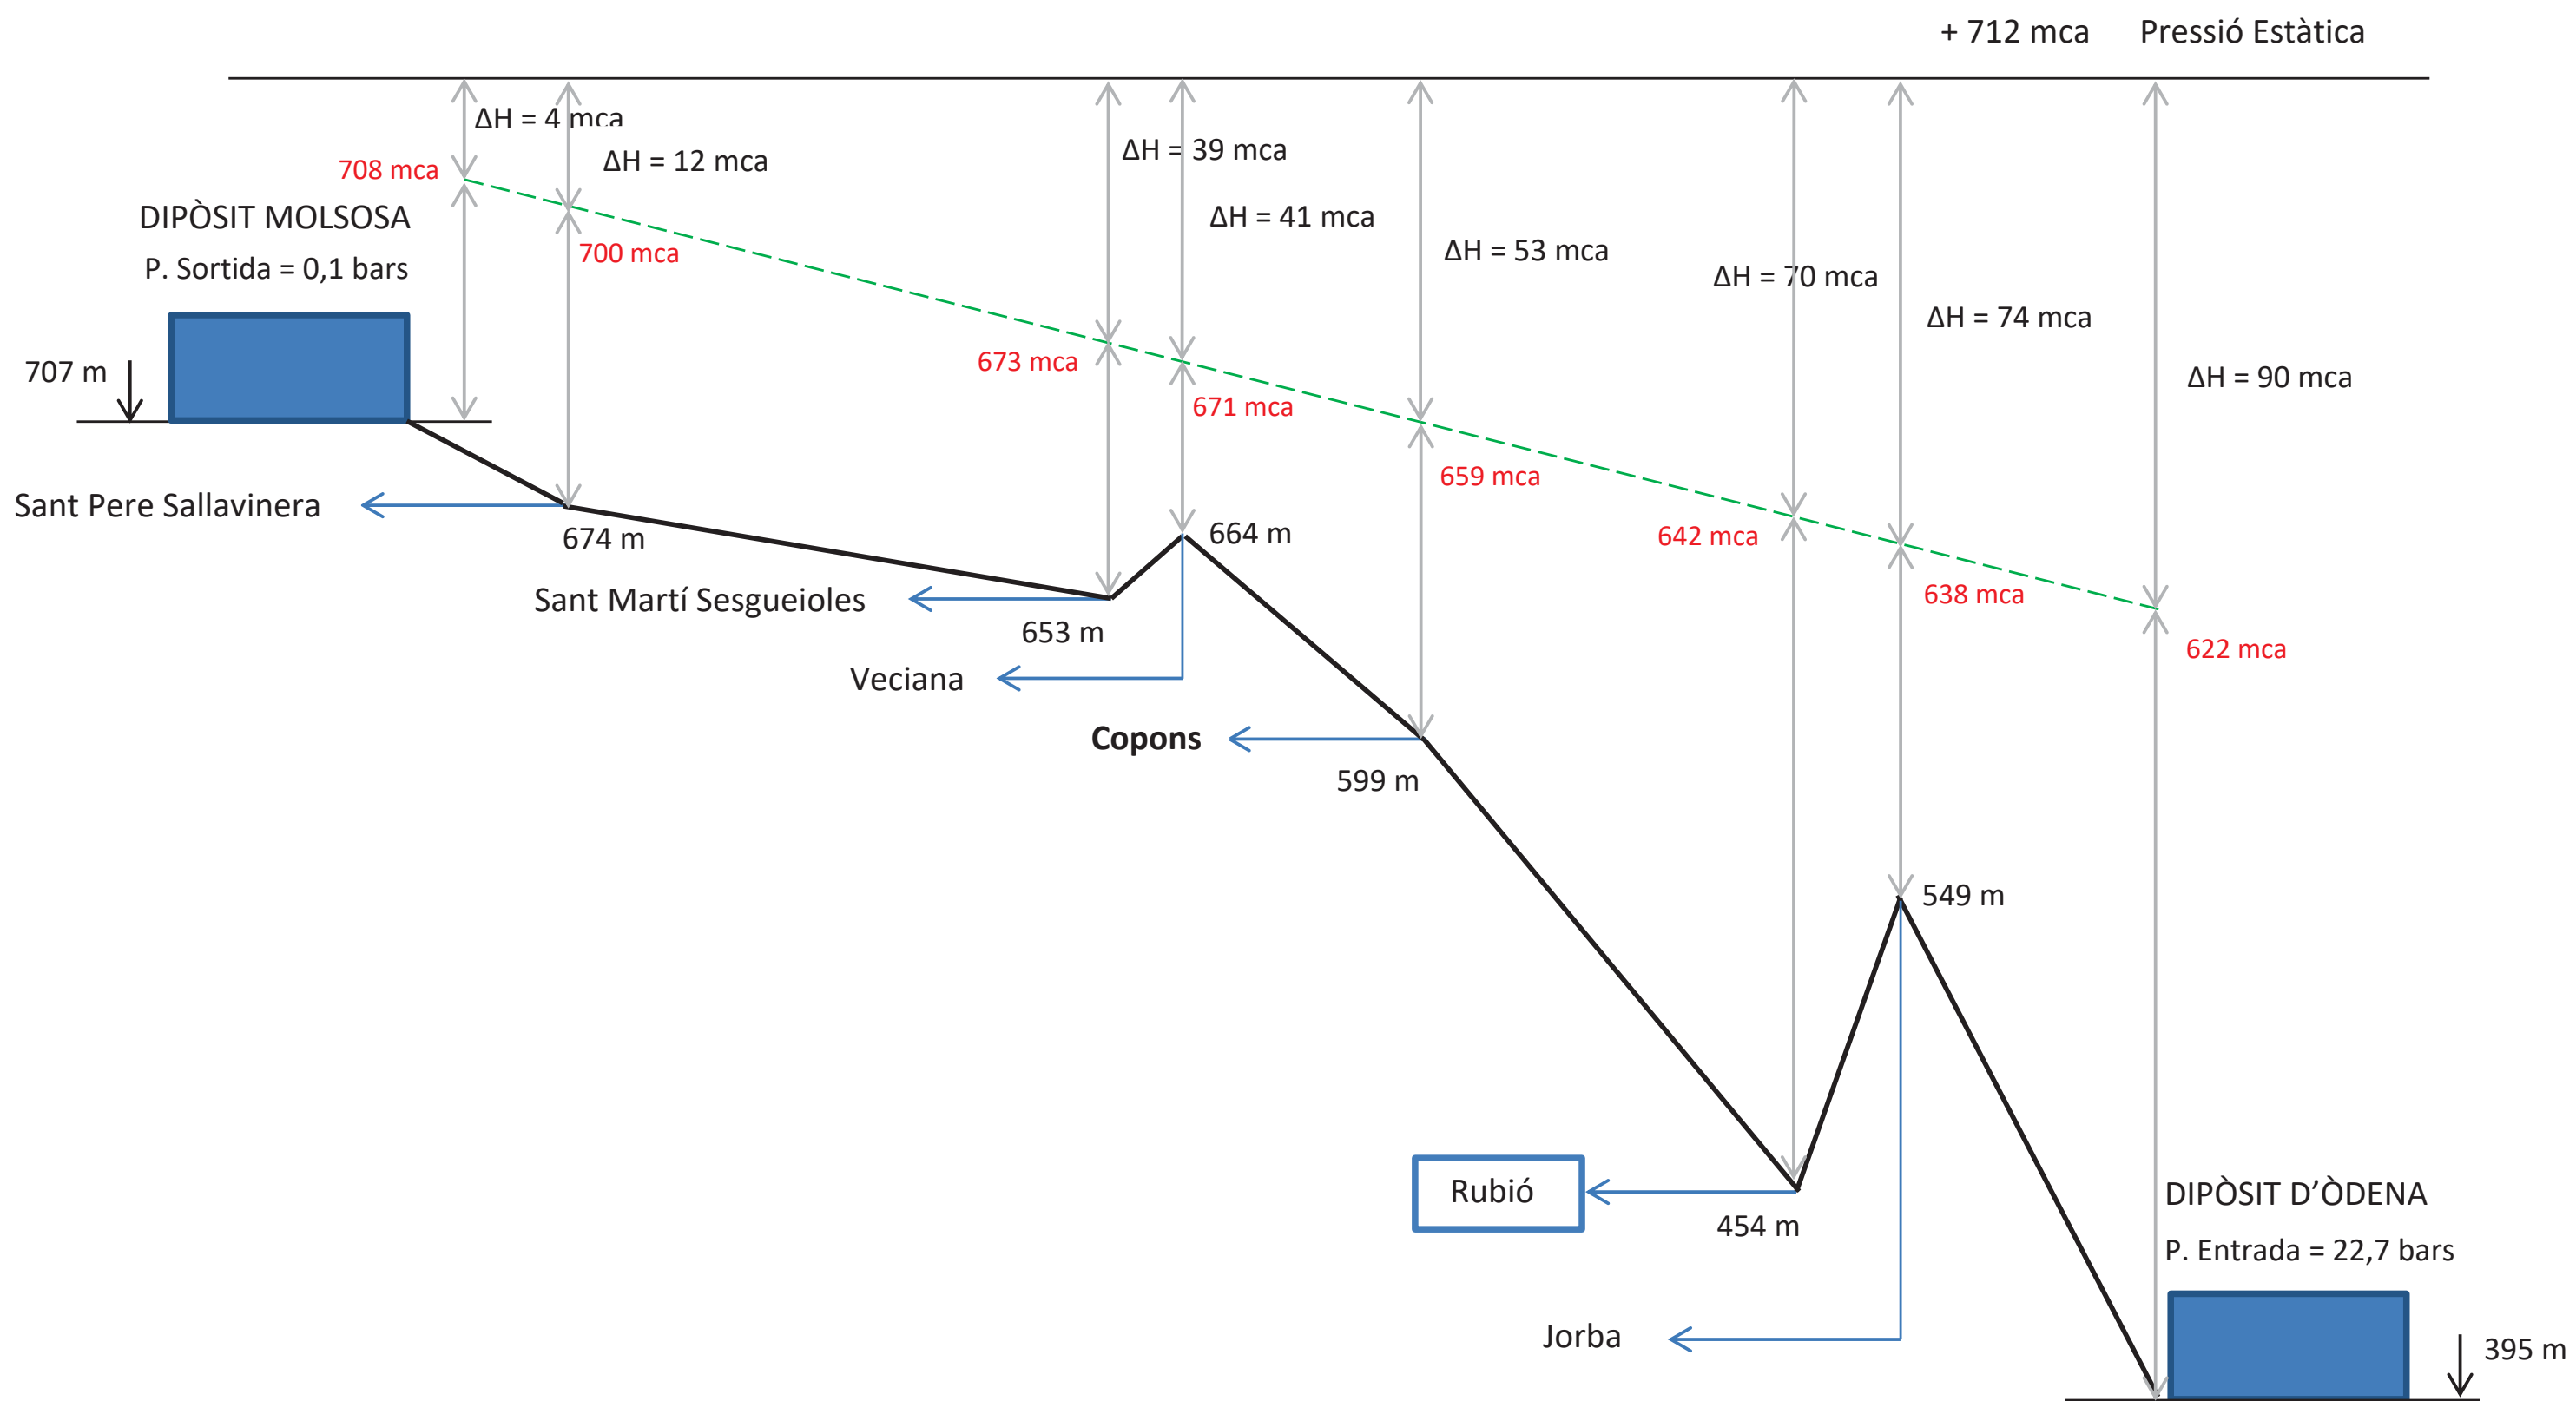 + 712 mca Pressió Estàtica
ΔH = 4 mca
ΔH = 12 mca
ΔH = 39 mca
ΔH = 41 mca
ΔH = 53 mca
ΔH = 70 mca
ΔH = 74 mca
ΔH = 90 mca
708 mca
700 mca
673 mca
671 mca
659 mca
642 mca
638 mca
622 mca
DIPÒSIT MOLSOSA
P. Sortida = 0,1 bars
707 m
Sant Pere Sallavinera
674 m
Sant Martí Sesgueioles
653 m
664 m
Veciana
Copons
599 m
549 m
Rubió
454 m
Jorba
DIPÒSIT D’ÒDENA
P. Entrada = 22,7 bars
395 m